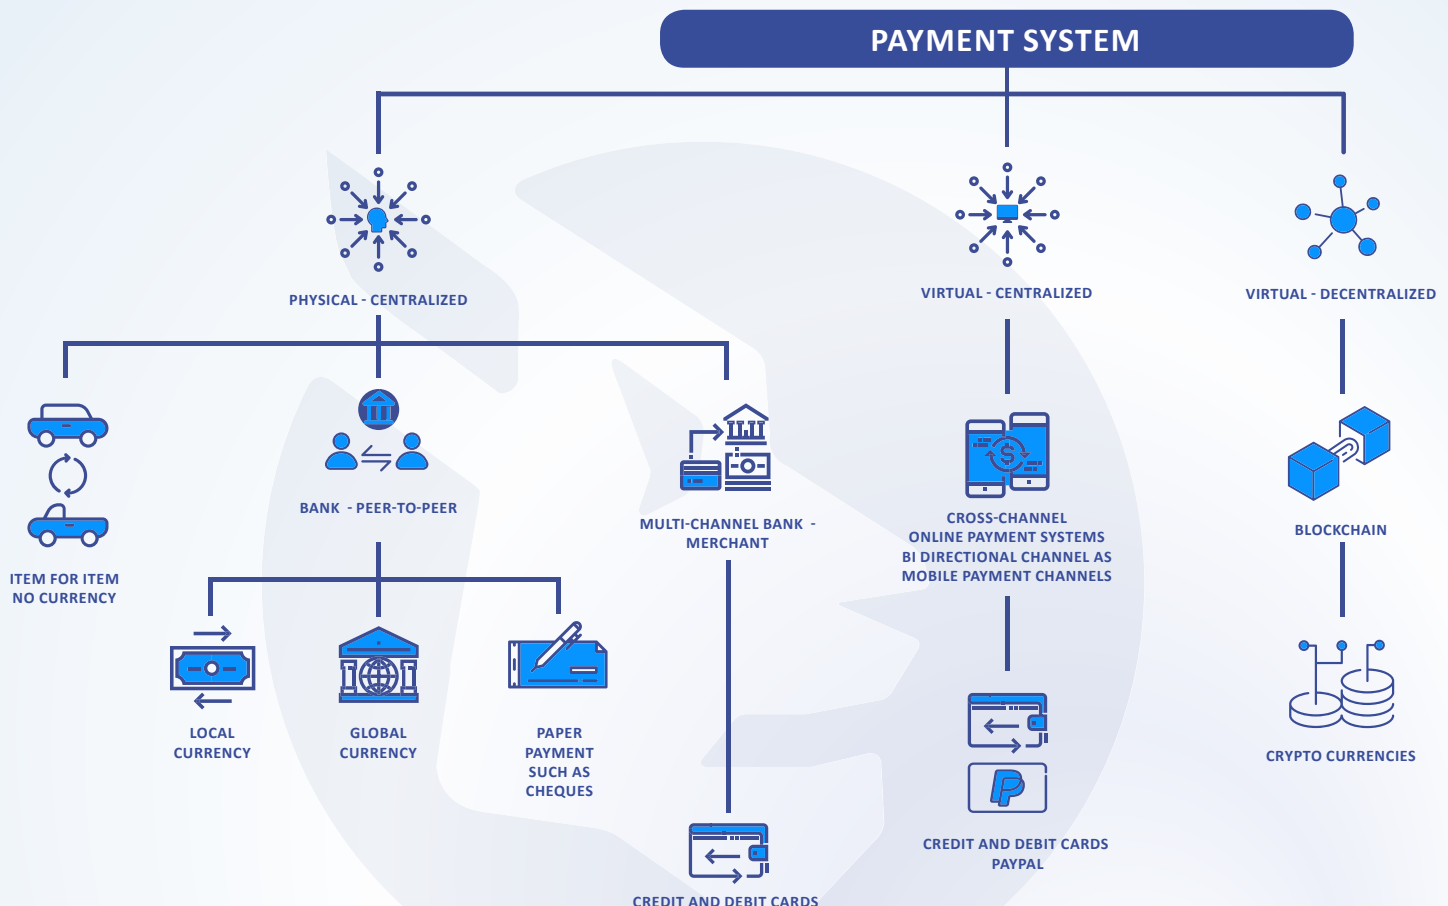 PAYMENT SYSTEM
PHYSICAL - CENTRALIZED
VIRTUAL - CENTRALIZED
VIRTUAL - DECENTRALIZED
ITEM FOR ITEM
NO CURRENCY
BANK - PEER-TO-PEER
MULTI-CHANNEL BANK -
MERCHANT
CROSS-CHANNEL
ONLINE PAYMENT SYSTEMS
BI DIRECTIONAL CHANNEL AS
MOBILE PAYMENT CHANNELS
BLOCKCHAIN
LOCAL
CURRENCY
GLOBAL
CURRENCY
PAPER
PAYMENT
SUCH AS
CHEQUES
CREDIT AND DEBIT CARDS
CREDIT AND DEBIT CARDS
PAYPAL
CRYPTO CURRENCIES